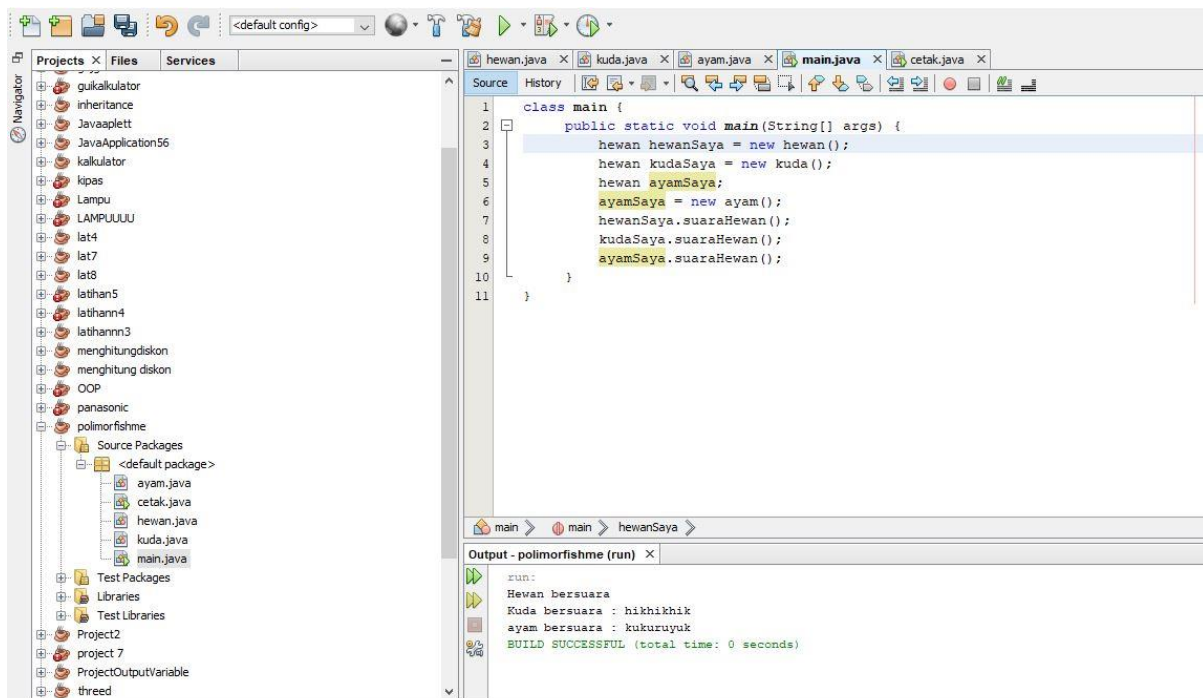 <default config>
Projects Files Services
Navigator
guikalkulator
inheritance
Javaaplett
JavaApplication56
kalkulator
kipas
Lampu
LAMPUUUU
lat4
lat7
lat8
latihan5
latihann4
latihannn3
menghitungdiskon
menghitung diskon
OOP
panasonic
polimorfishme
Source Packages
<default package>
ayam.java
cetak.java
hewan.java
kuda.java
main.java
Test Packages
Libraries
Test Libraries
Project2
project 7
ProjectOutputVariable
threed
hewan.java kuda.java ayam.java main.java cetak.java
Source History
1 class main {
2 public static void main(String[] args) {
3 hewan hewanSaya = new hewan();
4 hewan kudaSaya = new kuda();
5 hewan ayamSaya;
6 ayamSaya = new ayam();
7 hewanSaya.suaraHewan();
8 kudaSaya.suaraHewan();
9 ayamSaya.suaraHewan();
10 }
11 }
main main hewanSaya
Output - polimorfishme (run)
run:
Hewan bersuara
Kuda bersuara : hikhikhik
ayam bersuara : kukuruyuk
BUILD SUCCESSFUL (total time: 0 seconds)